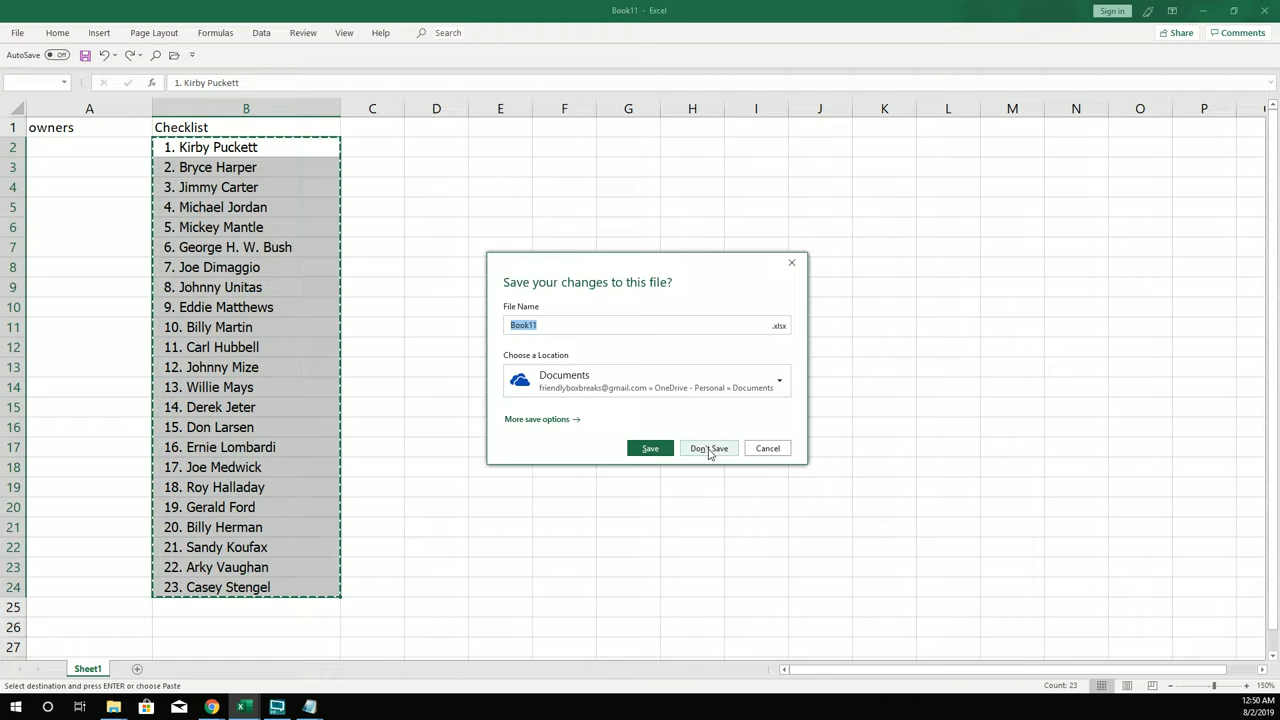 Book11 - Excel
Sign in
File Home Insert Page Layout Formulas Data Review View Help Search Share Comments
AutoSave Off
1. Kirby Puckett
A B C D E F G H I J K L M N O P
1 owners Checklist
2 1. Kirby Puckett
3 2. Bryce Harper
4 3. Jimmy Carter
5 4. Michael Jordan
6 5. Mickey Mantle
7 6. George H. W. Bush
8 7. Joe Dimaggio
9 8. Johnny Unitas
10 9. Eddie Matthews
11 10. Billy Martin
12 11. Carl Hubbell
13 12. Johnny Mize
14 13. Willie Mays
15 14. Derek Jeter
16 15. Don Larsen
17 16. Ernie Lombardi
18 17. Joe Medwick
19 18. Roy Halladay
20 19. Gerald Ford
21 20. Billy Herman
22 21. Sandy Koufax
23 22. Arky Vaughan
24 23. Casey Stengel
25
26
27
Save your changes to this file?
File Name
Book11 .xlsx
Choose a Location
Documents
friendlyboxbreaks@gmail.com » OneDrive - Personal » Documents
More save options →
Save Don't Save Cancel
Sheet1
Select destination and press ENTER or choose Paste
Count: 23
150%
12:50 AM
8/2/2019